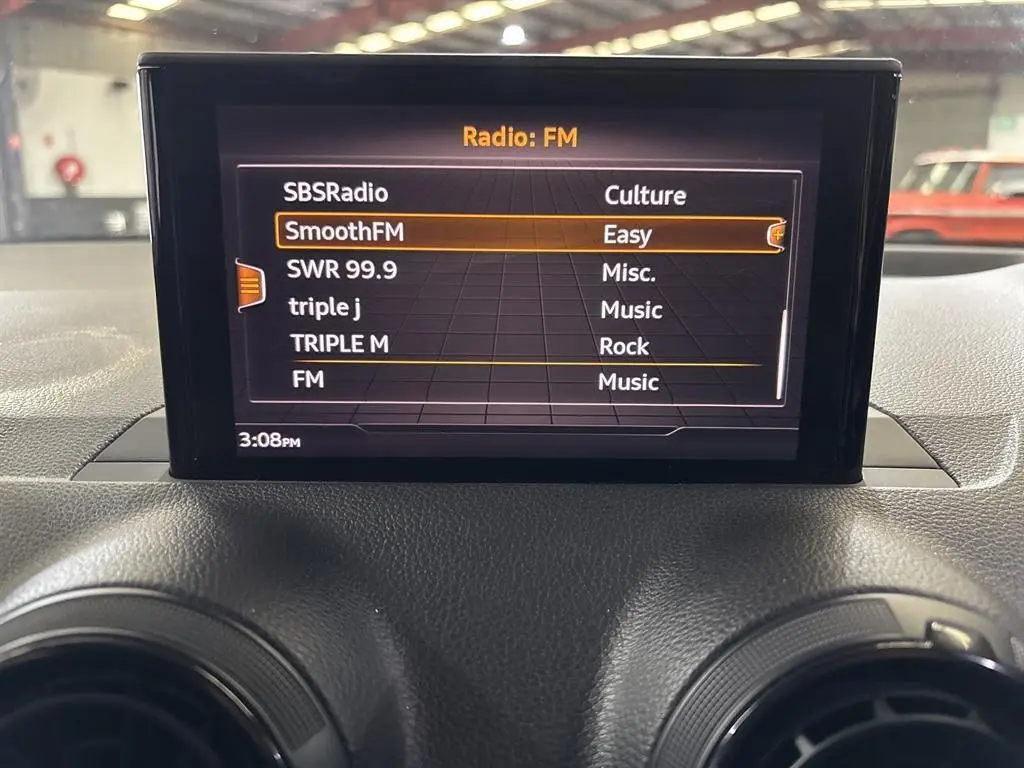 Radio: FM
SBSRadio Culture
SmoothFM Easy
SWR 99.9 Misc.
triple j Music
TRIPLE M Rock
FM Music
3:08PM